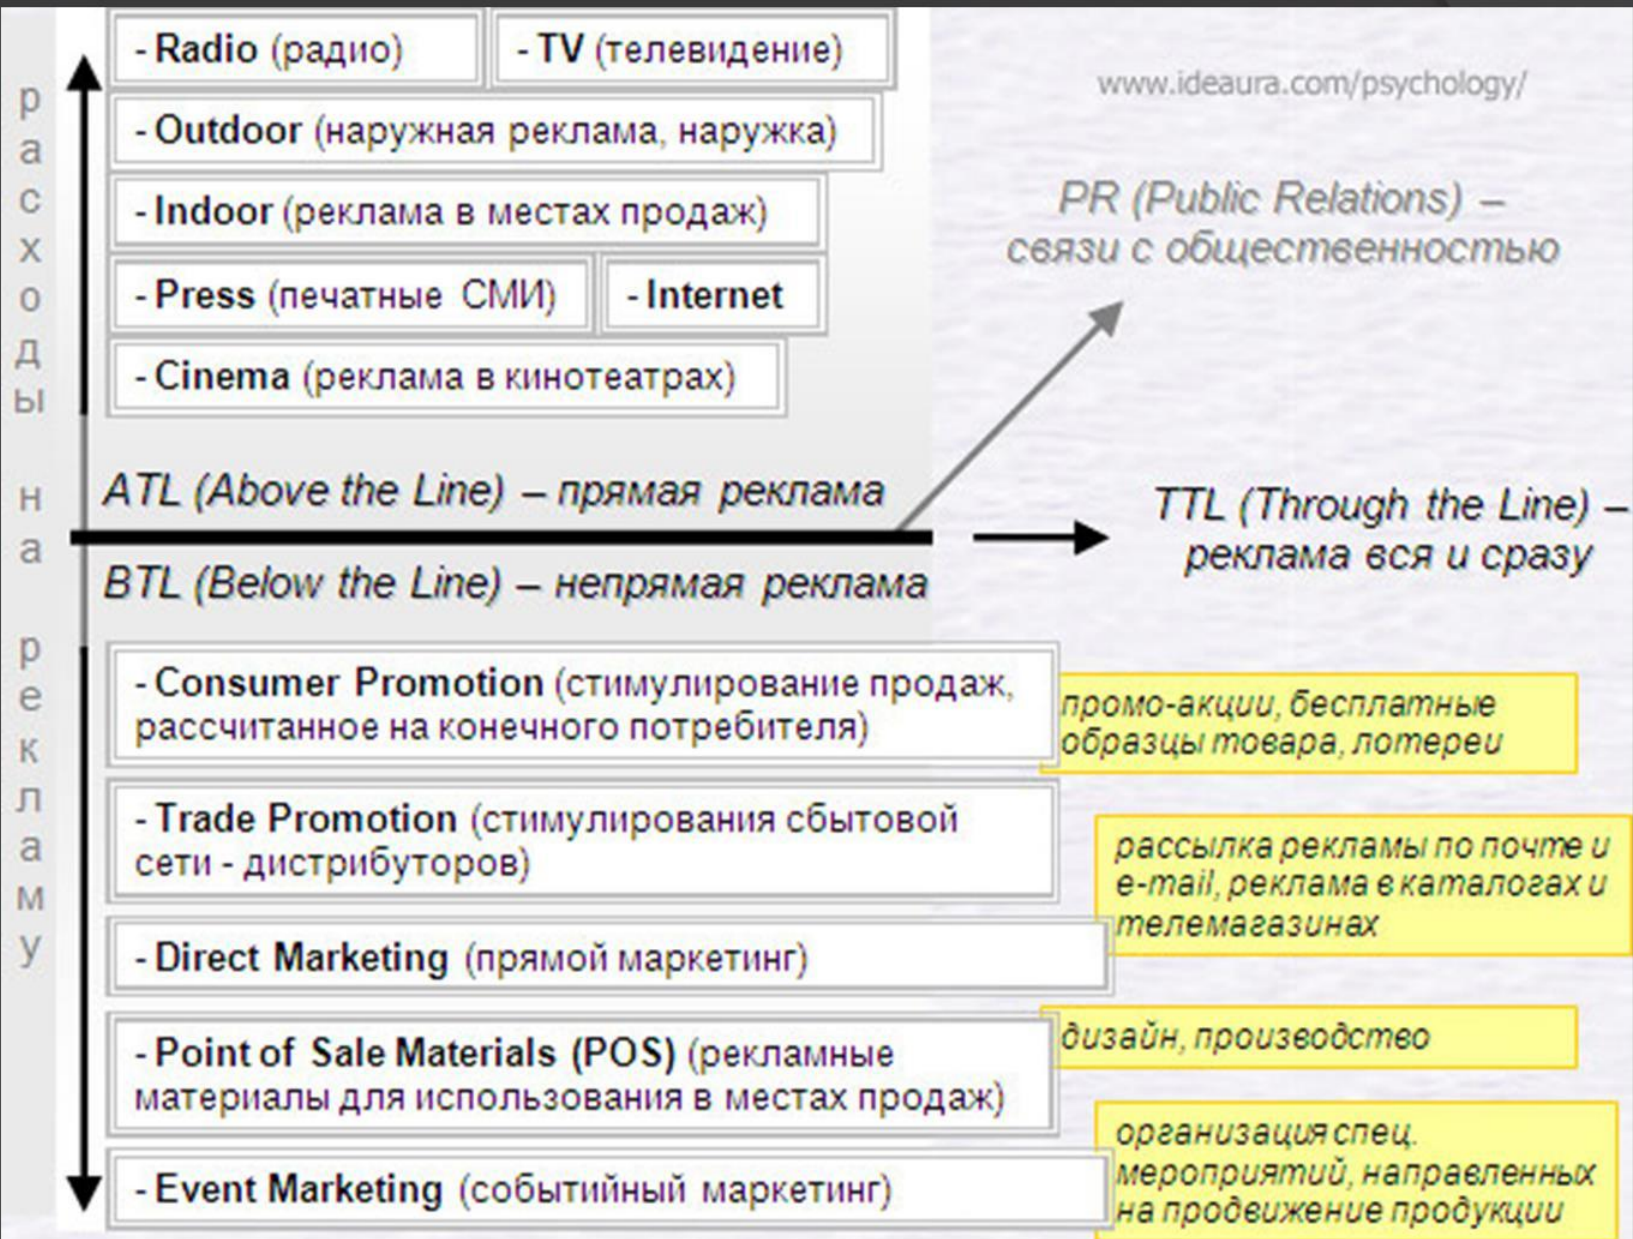 расходы на рекламу
- Radio (радио)
- TV (телевидение)
www.ideaura.com/psychology/
- Outdoor (наружная реклама, наружка)
- Indoor (реклама в местах продаж)
PR (Public Relations) –
связи с общественностью
- Press (печатные СМИ)
- Internet
- Cinema (реклама в кинотеатрах)
ATL (Above the Line) – прямая реклама
TTL (Through the Line) –
реклама вся и сразу
BTL (Below the Line) – непрямая реклама
- Consumer Promotion (стимулирование продаж,
рассчитанное на конечного потребителя)
промо-акции, бесплатные
образцы товара, лотереи
- Trade Promotion (стимулирования сбытовой
сети - дистрибуторов)
рассылка рекламы по почте и
e-mail, реклама в каталогах и
телемагазинах
- Direct Marketing (прямой маркетинг)
- Point of Sale Materials (POS) (рекламные
материалы для использования в местах продаж)
дизайн, производство
- Event Marketing (событийный маркетинг)
организация спец.
мероприятий, направленных
на продвижение продукции